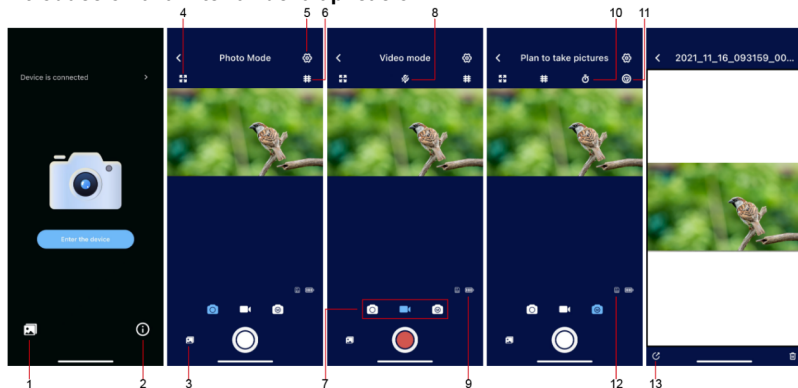 4
5
6
8
10
11
Device is connected
Photo Mode
Video mode
Plan to take pictures
2021_11_16_093159_00...
Enter the device
1
2
3
7
9
12
13